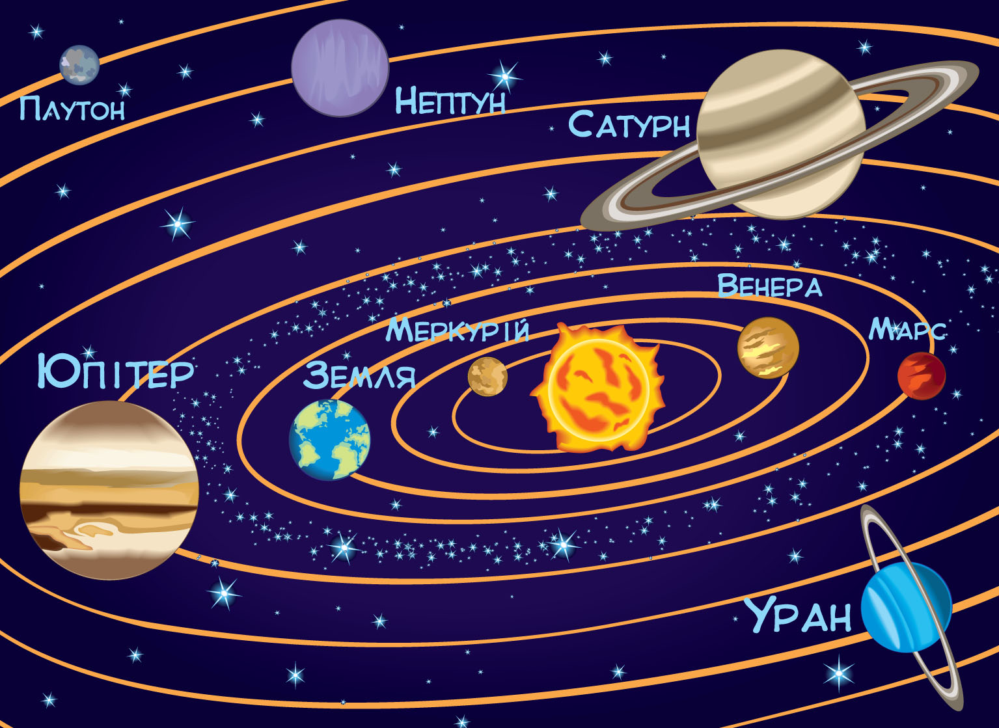 Плутон
Нептун
Сатурн
Венера
Меркурій
Марс
Юпітер
Земля
Уран